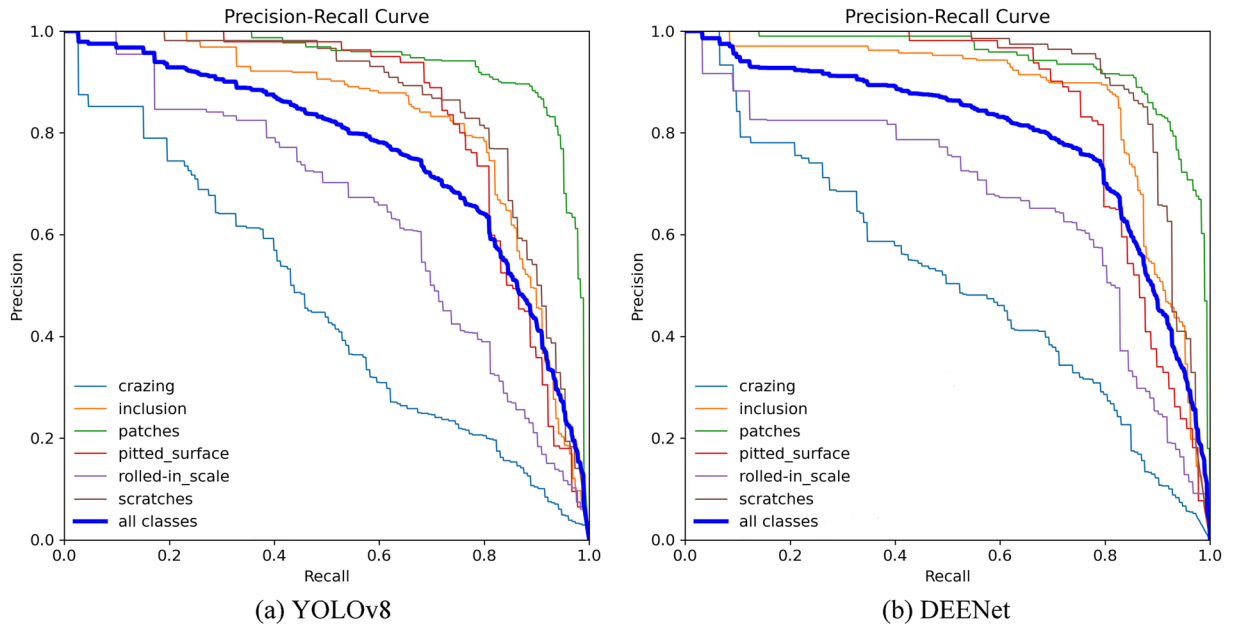 Precision-Recall Curve
1.0
0.8
0.6
0.4
0.2
0.0
Precision
crazing
inclusion
patches
pitted_surface
rolled-in_scale
scratches
all classes
0.0 0.2 0.4 0.6 0.8 1.0
Recall
(a) YOLOv8
Precision-Recall Curve
1.0
0.8
0.6
0.4
0.2
0.0
Precision
crazing
inclusion
patches
pitted_surface
rolled-in_scale
scratches
all classes
0.0 0.2 0.4 0.6 0.8 1.0
Recall
(b) DEENet